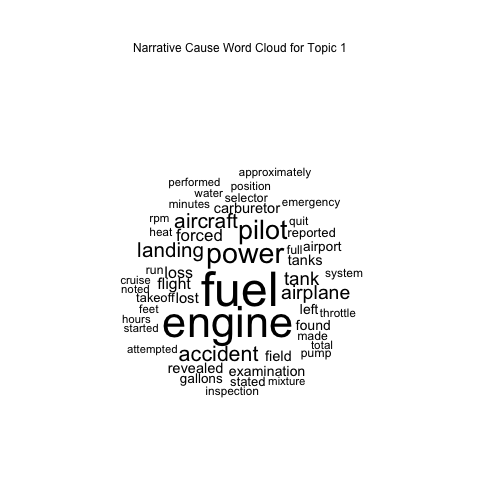 Narrative Cause Word Cloud for Topic 1
approximately
performed position
water selector
minutes carburetor emergency
rpm aircraft pilot quit
heat forced reported
landing power full airport
tanks
run loss tank system
cruise flight fuel airplane
noted takeoff lost
feet left throttle
hours engine found
started made
total
attempted accident field pump
revealed examination
gallons stated mixture
inspection